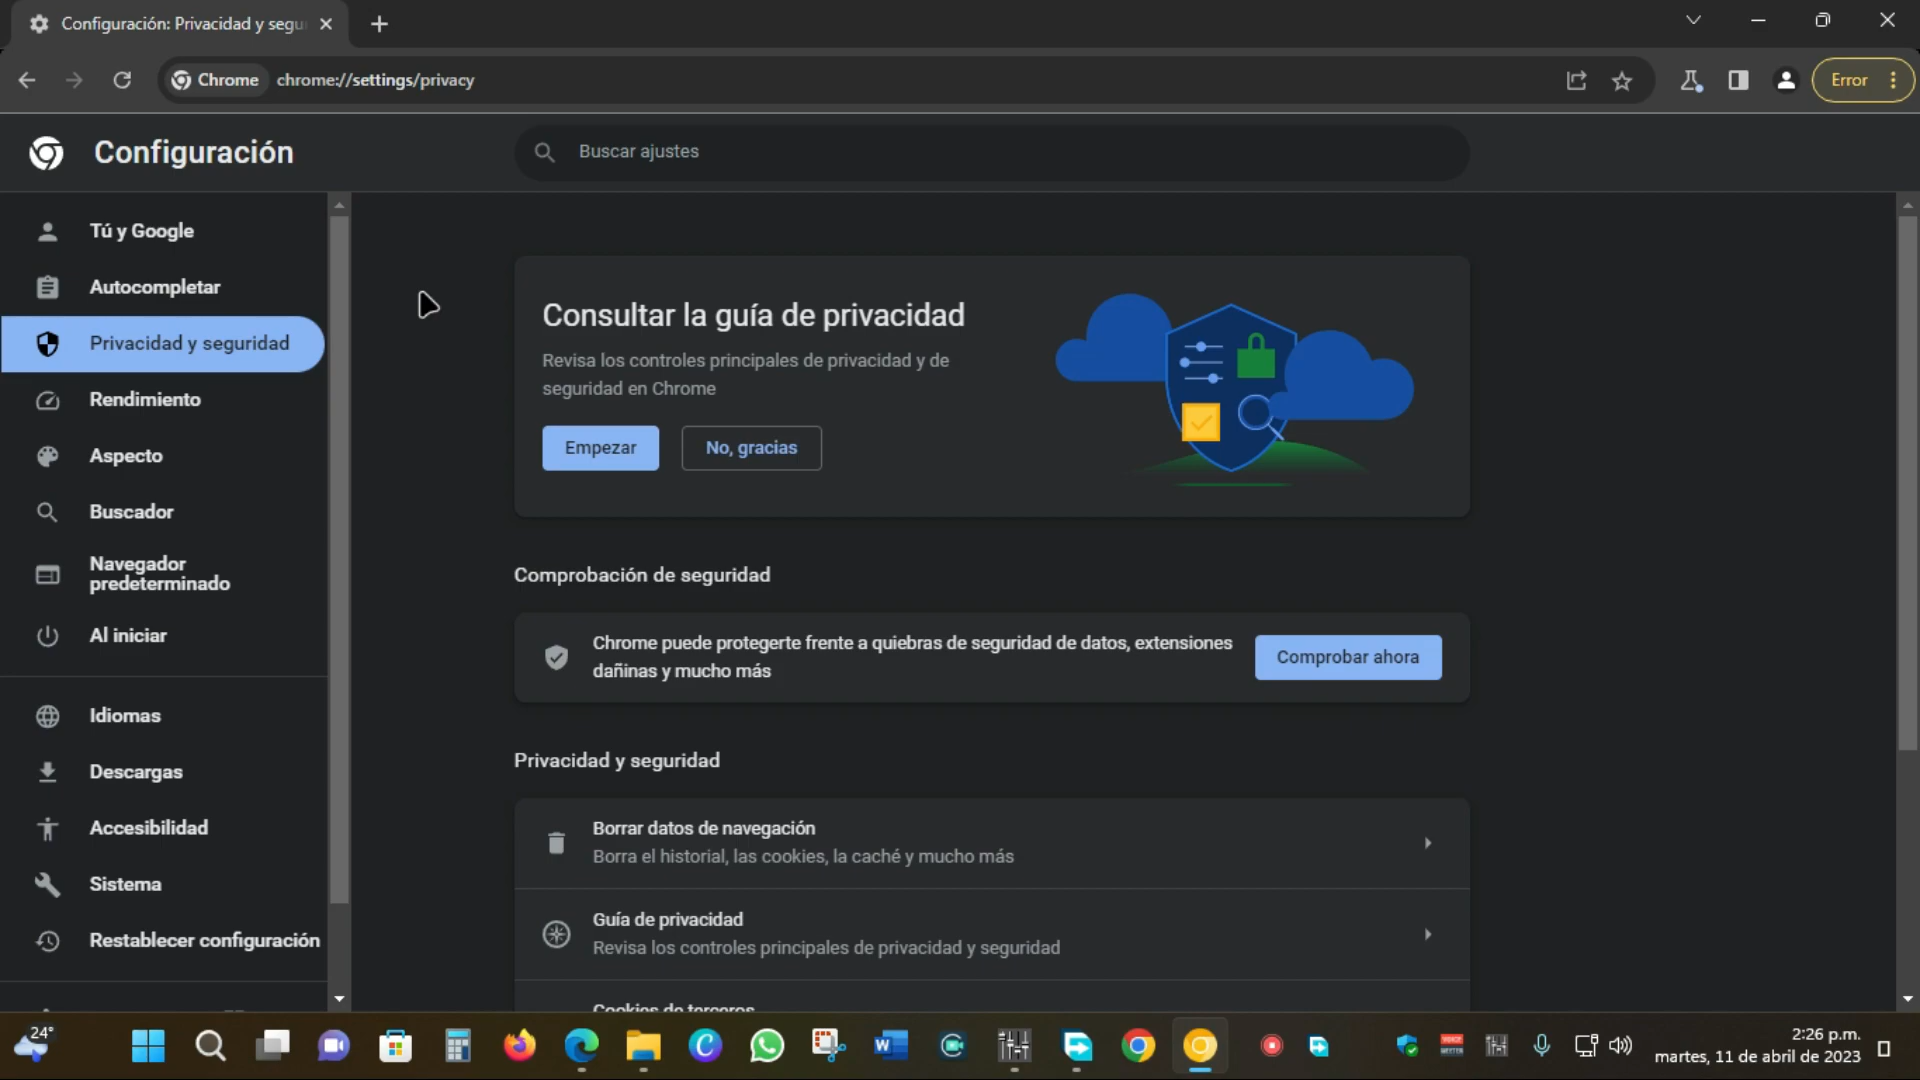 Configuración: Privacidad y segu
Chrome
chrome://settings/privacy
Error
Configuración
Buscar ajustes
Tú y Google
Autocompletar
Privacidad y seguridad
Rendimiento
Aspecto
Buscador
Navegador
predeterminado
Al iniciar
Idiomas
Descargas
Accesibilidad
Sistema
Restablecer configuración
Consultar la guía de privacidad
Revisa los controles principales de privacidad y de
seguridad en Chrome
Empezar
No, gracias
Comprobación de seguridad
Chrome puede protegerte frente a quiebras de seguridad de datos, extensiones
dañinas y mucho más
Comprobar ahora
Privacidad y seguridad
Borrar datos de navegación
Borra el historial, las cookies, la caché y mucho más
Guía de privacidad
Revisa los controles principales de privacidad y seguridad
Cookies de terceros
24°
2:26 p.m.
martes, 11 de abril de 2023